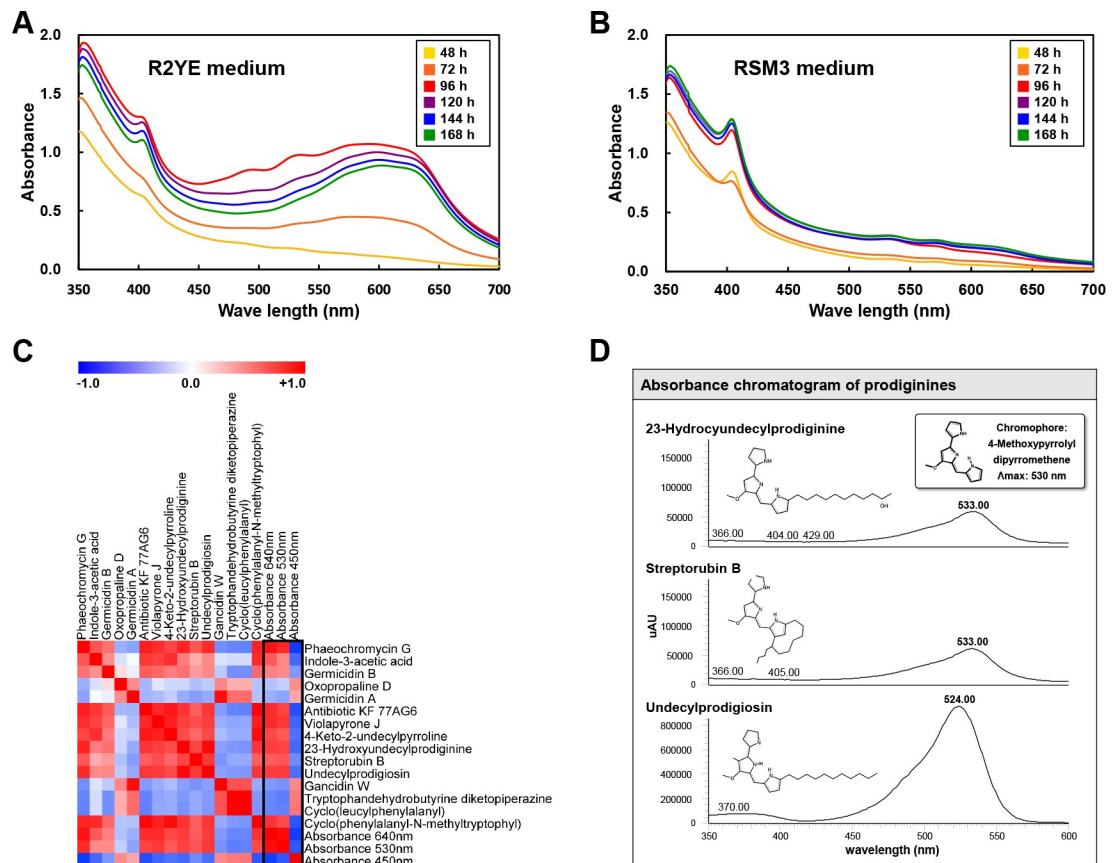 A
2.0
1.5
1.0
0.5
0.0
Absorbance
R2YE medium
48 h
72 h
96 h
120 h
144 h
168 h
350 400 450 500 550 600 650 700
Wave length (nm)
B
2.0
1.5
1.0
0.5
0.0
Absorbance
RSM3 medium
48 h
72 h
96 h
120 h
144 h
168 h
350 400 450 500 550 600 650 700
Wave length (nm)
C
-1.0 0.0 +1.0
Phaeochromycin G
Indole-3-acetic acid
Germicidin B
Oxopropaline D
Germicidin A
Antibiotic KF 77AG6
Violapyrone J
4-Keto-2-undecylpyrroline
23-Hydroxyundecylprodiginine
Streptorubin B
Undecylprodigiosin
Gancidin W
Tryptophandehydrobutyrine diketopiperazine
Cyclo(leucylphenylalanyl)
Cyclo(phenylalanyl-N-methyltryptophyl)
Absorbance 640nm
Absorbance 530nm
Absorbance 450nm
Phaeochromycin G
Indole-3-acetic acid
Germicidin B
Oxopropaline D
Germicidin A
Antibiotic KF 77AG6
Violapyrone J
4-Keto-2-undecylpyrroline
23-Hydroxyundecylprodiginine
Streptorubin B
Undecylprodigiosin
Gancidin W
Tryptophandehydrobutyrine diketopiperazine
Cyclo(leucylphenylalanyl)
Cyclo(phenylalanyl-N-methyltryptophyl)
Absorbance 640nm
Absorbance 530nm
Absorbance 450nm
D
Absorbance chromatogram of prodiginines
23-Hydrocyundecylprodiginine
Chromophore:
4-Methoxypyrrolyl
dipyrromethene
Λmax: 530 nm
150000
100000
50000
0
366.00 404.00 429.00
533.00
Streptorubin B
150000
100000
50000
0
366.00 405.00
533.00
uAU
Undecylprodigiosin
800000
600000
400000
200000
0
370.00
524.00
350 400 450 500 550 600
wavelength (nm)